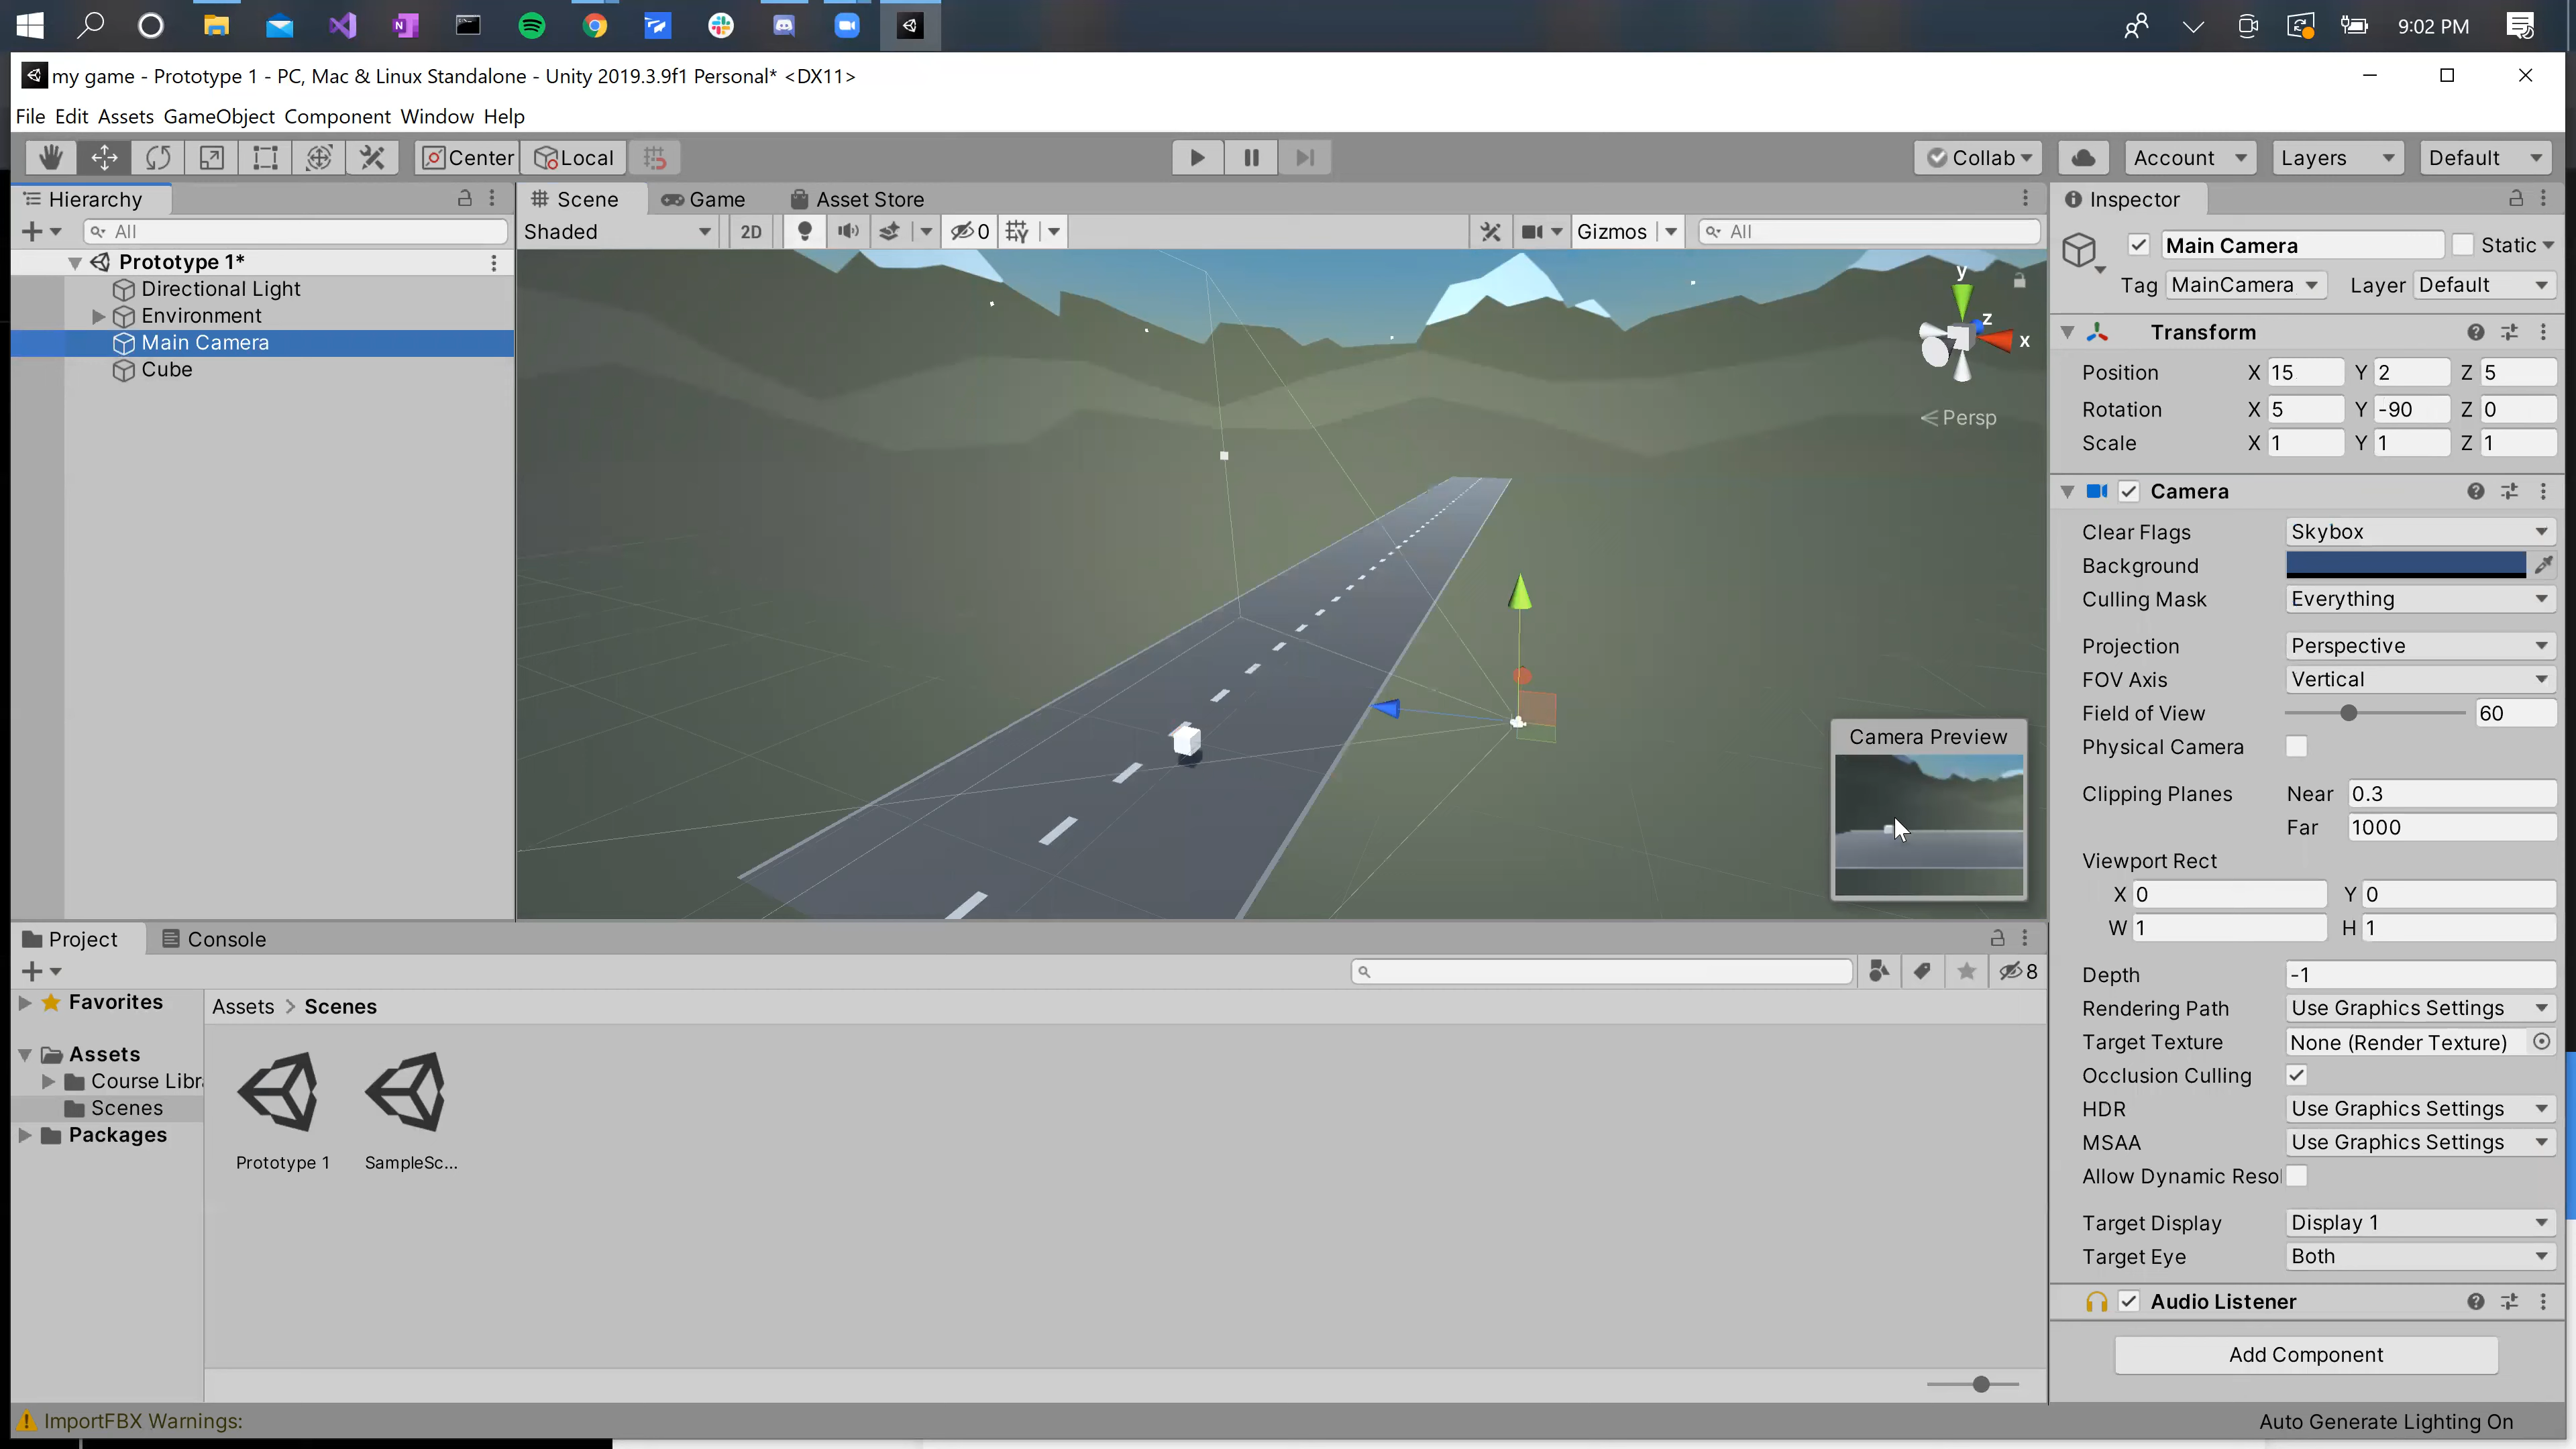 9:02 PM
my game - Prototype 1 - PC, Mac & Linux Standalone - Unity 2019.3.9f1 Personal* <DX11>
File Edit Assets GameObject Component Window Help
Center Local Collab Account Layers Default
Hierarchy
All
Prototype 1*
Directional Light
Environment
Main Camera
Cube
Scene Game Asset Store
Shaded 2D 0 Gizmos All
y
z
x
Persp
Camera Preview
Inspector
Main Camera Static
Tag MainCamera Layer Default
Transform
Position X 15 Y 2 Z 5
Rotation X 5 Y -90 Z 0
Scale X 1 Y 1 Z 1
Camera
Clear Flags Skybox
Background
Culling Mask Everything
Projection Perspective
FOV Axis Vertical
Field of View 60
Physical Camera
Clipping Planes Near 0.3
Far 1000
Viewport Rect
X 0 Y 0
W 1 H 1
Depth -1
Rendering Path Use Graphics Settings
Target Texture None (Render Texture)
Occlusion Culling
HDR Use Graphics Settings
MSAA Use Graphics Settings
Allow Dynamic Resol
Target Display Display 1
Target Eye Both
Audio Listener
Add Component
Project Console
8
Favorites
Assets
Course Libr
Scenes
Packages
Assets > Scenes
Prototype 1 SampleSc...
ImportFBX Warnings:
Auto Generate Lighting On